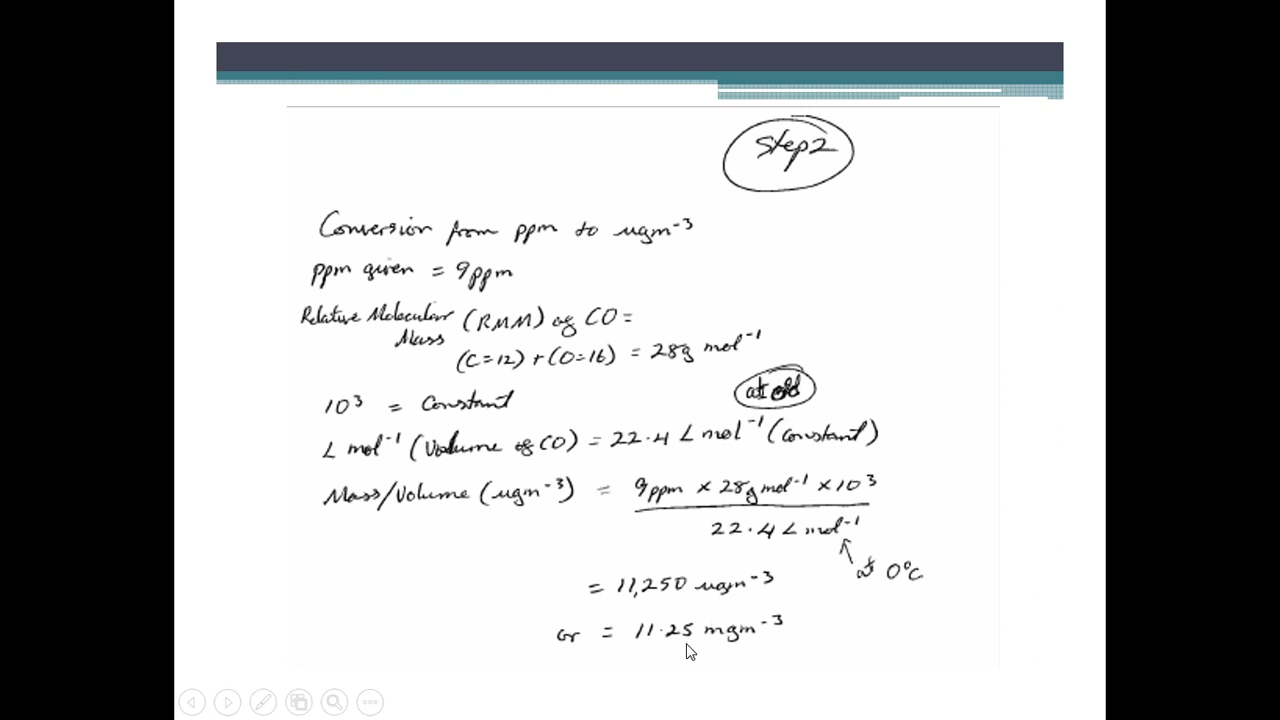 Step 2
Conversion from ppm to ugm⁻³
ppm given = 9ppm
Relative Molecular Mass (RMM) of CO =
(C=12) + (O=16) = 28g mol⁻¹
10³ = Constant
at
L mol⁻¹ (Volume of CO) = 22.4 L mol⁻¹ (Constant)
Mass/Volume (ugm⁻³) = 9ppm × 28g mol⁻¹ × 10³
22.4 L mol⁻¹
at 0°C
= 11,250 ugm⁻³
or = 11.25 mgm⁻³